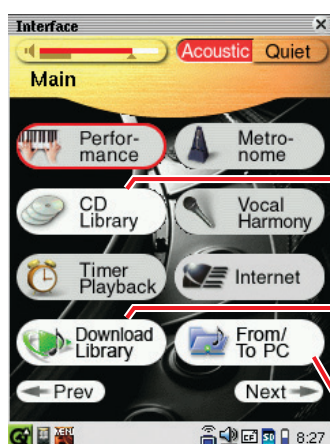 Interface
Acoustic Quiet
Main
Perfor-
mance
Metro-
nome
CD
Library
Vocal
Harmony
Timer
Playback
Internet
Download
Library
From/
To PC
Prev
Next
8:27